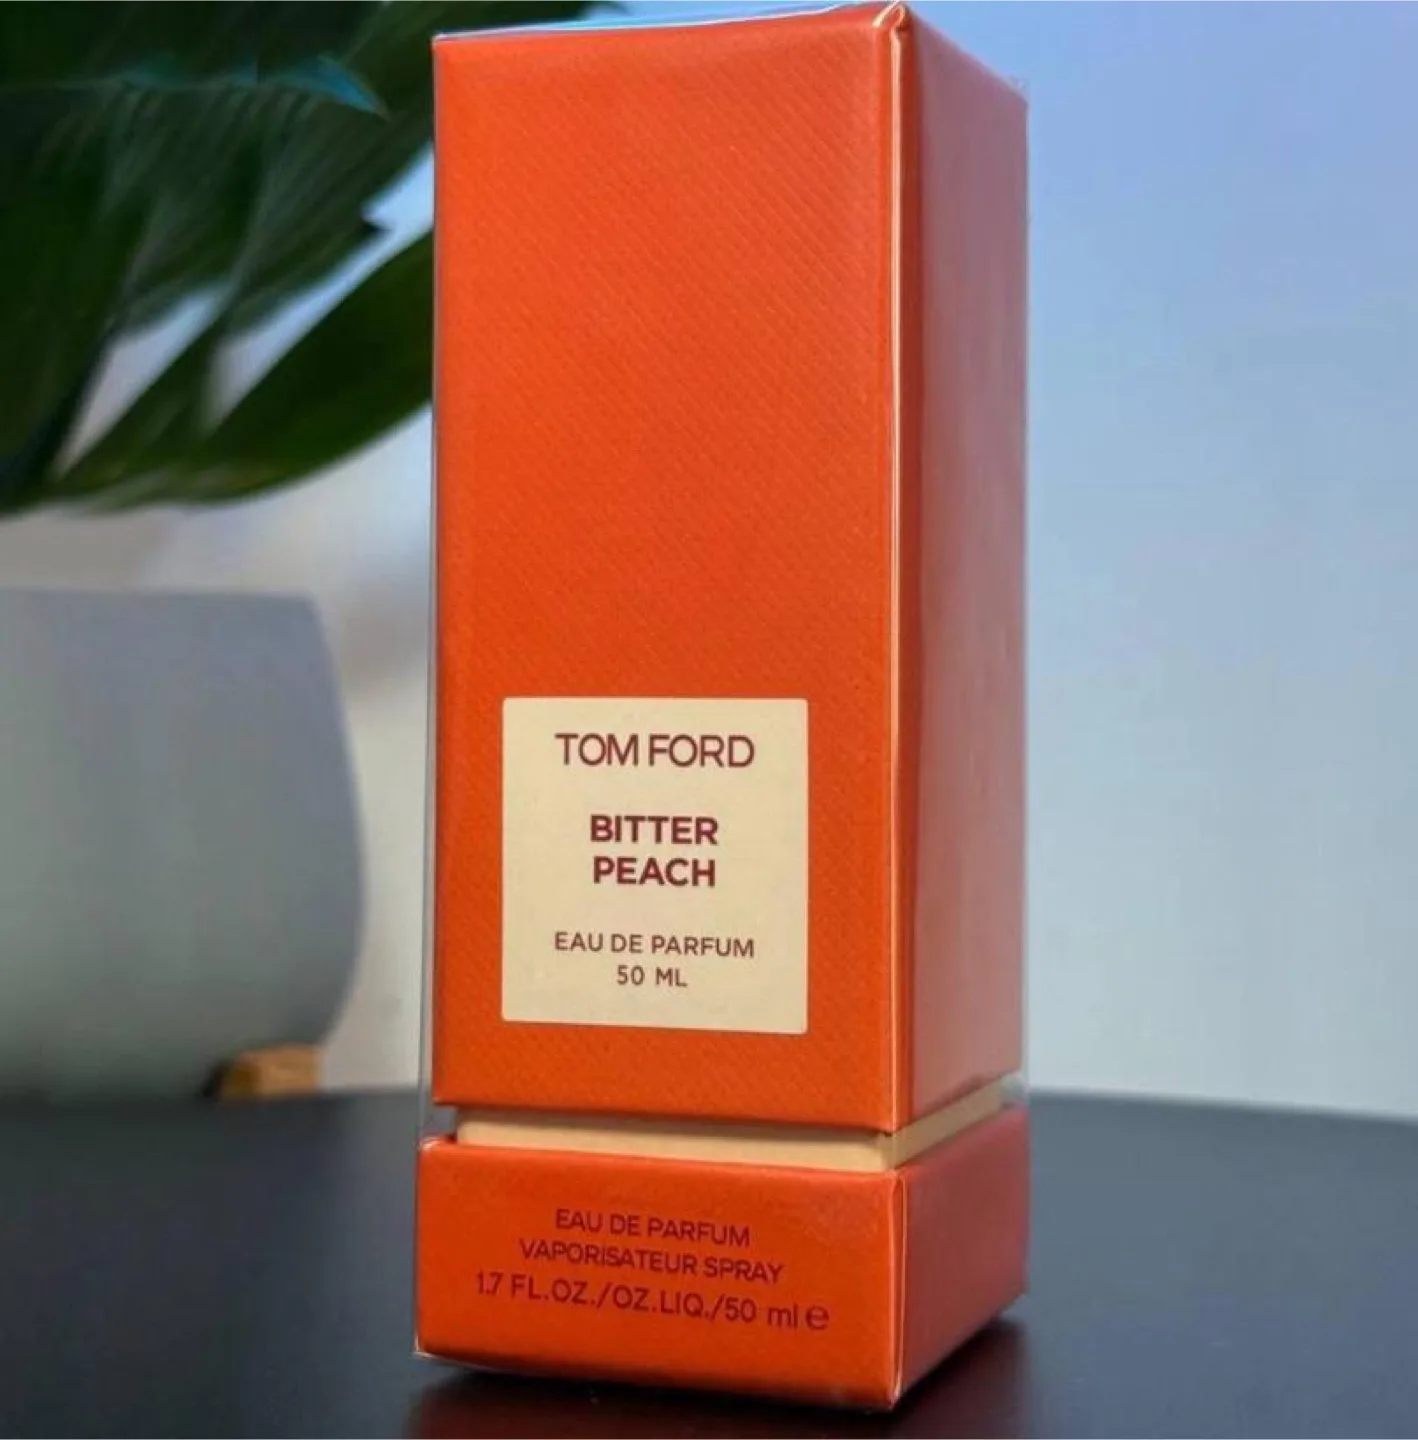 TOM FORD
BITTER
PEACH
EAU DE PARFUM
50 ML
EAU DE PARFUM
VAPORISATEUR SPRAY
1.7 FL.OZ./OZ.LIQ./50 ml ℮